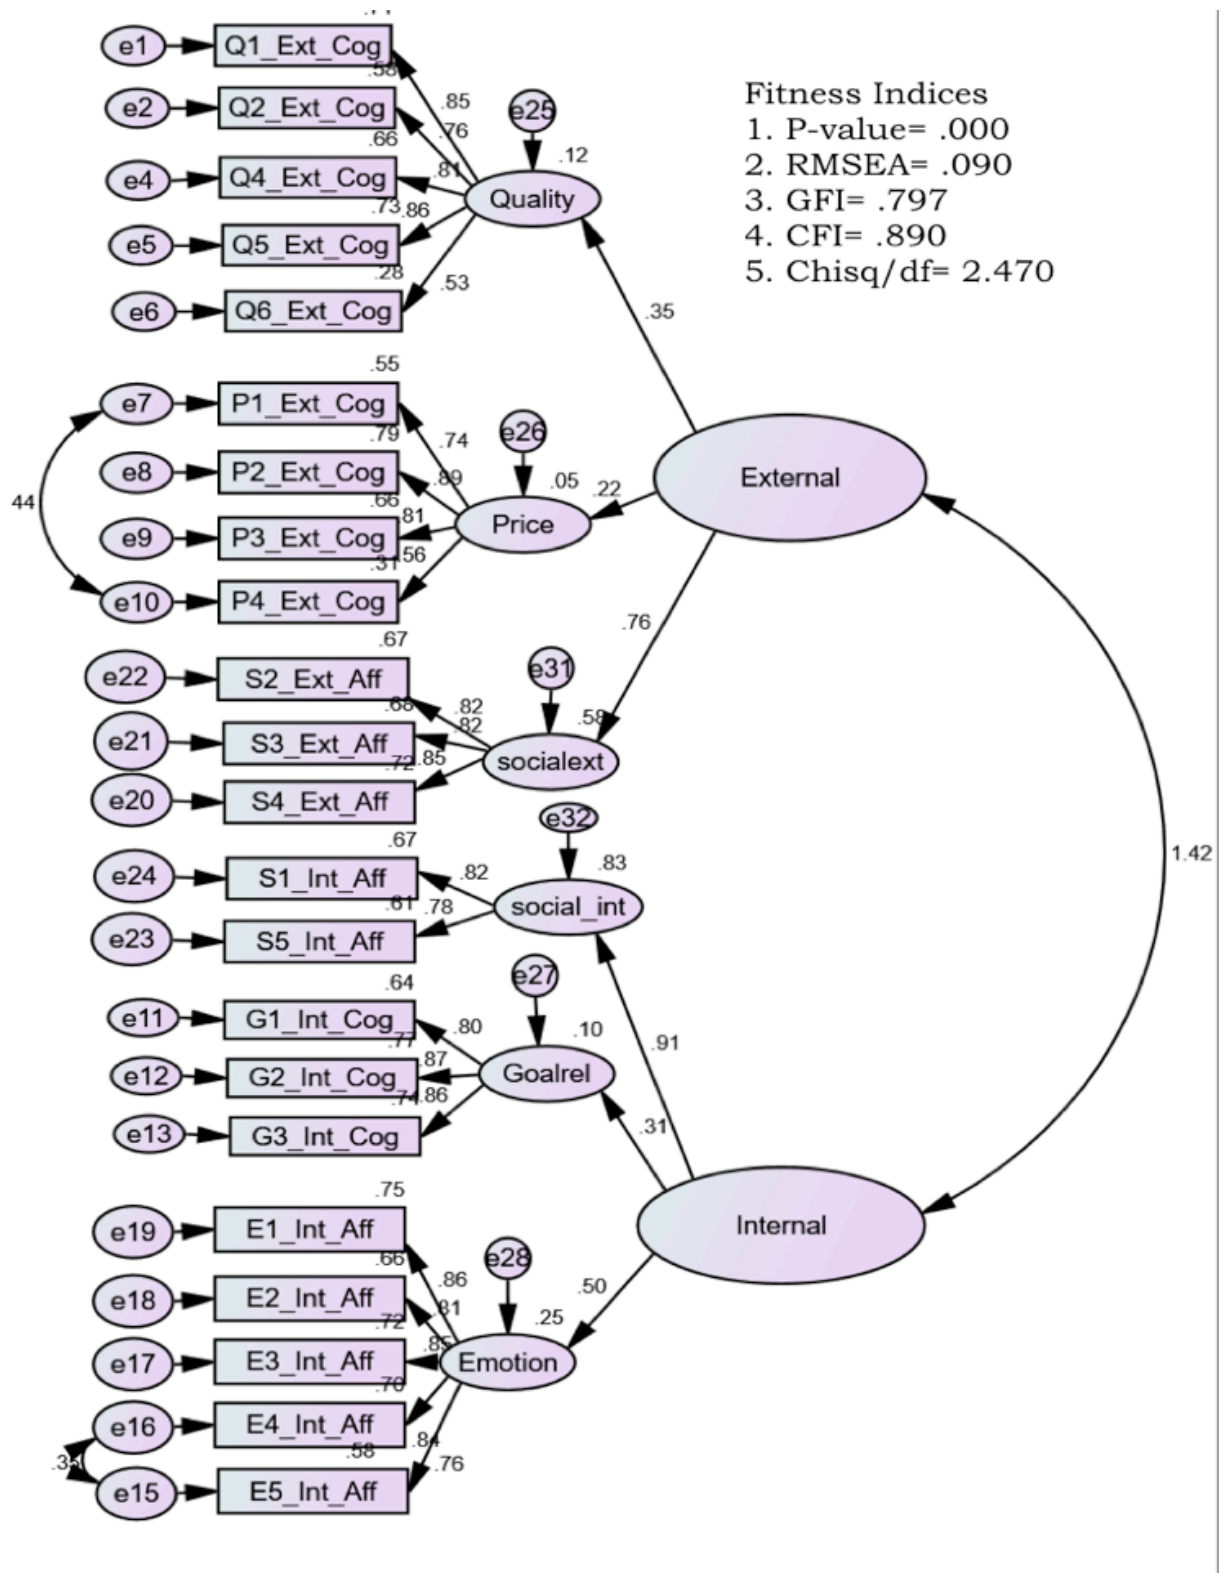 e1
Q1_Ext_Cog
.58
e2
Q2_Ext_Cog
.66
e4
Q4_Ext_Cog
.73
e5
Q5_Ext_Cog
.28
e6
Q6_Ext_Cog
.85
.76
.81
.86
.53
e25
.12
Quality
Fitness Indices
1. P-value= .000
2. RMSEA= .090
3. GFI= .797
4. CFI= .890
5. Chisq/df= 2.470
.35
.55
e7
P1_Ext_Cog
.79
e8
P2_Ext_Cog
.66
e9
P3_Ext_Cog
.31
e10
P4_Ext_Cog
44
.74
.89
.81
.56
e26
.05
Price
.22
External
.76
.67
e22
S2_Ext_Aff
.68
e21
S3_Ext_Aff
.72
e20
S4_Ext_Aff
.82
.82
.85
e31
.58
socialext
e32
.83
.67
e24
S1_Int_Aff
.61
e23
S5_Int_Aff
.82
.78
social_int
1.42
.64
e11
G1_Int_Cog
.77
e12
G2_Int_Cog
.74
e13
G3_Int_Cog
.80
.87
.86
e27
.10
Goalrel
.91
.31
Internal
.50
.75
e19
E1_Int_Aff
.66
e18
E2_Int_Aff
.72
e17
E3_Int_Aff
.70
e16
E4_Int_Aff
.58
e15
E5_Int_Aff
.86
.81
.85
.84
.76
e28
.25
Emotion